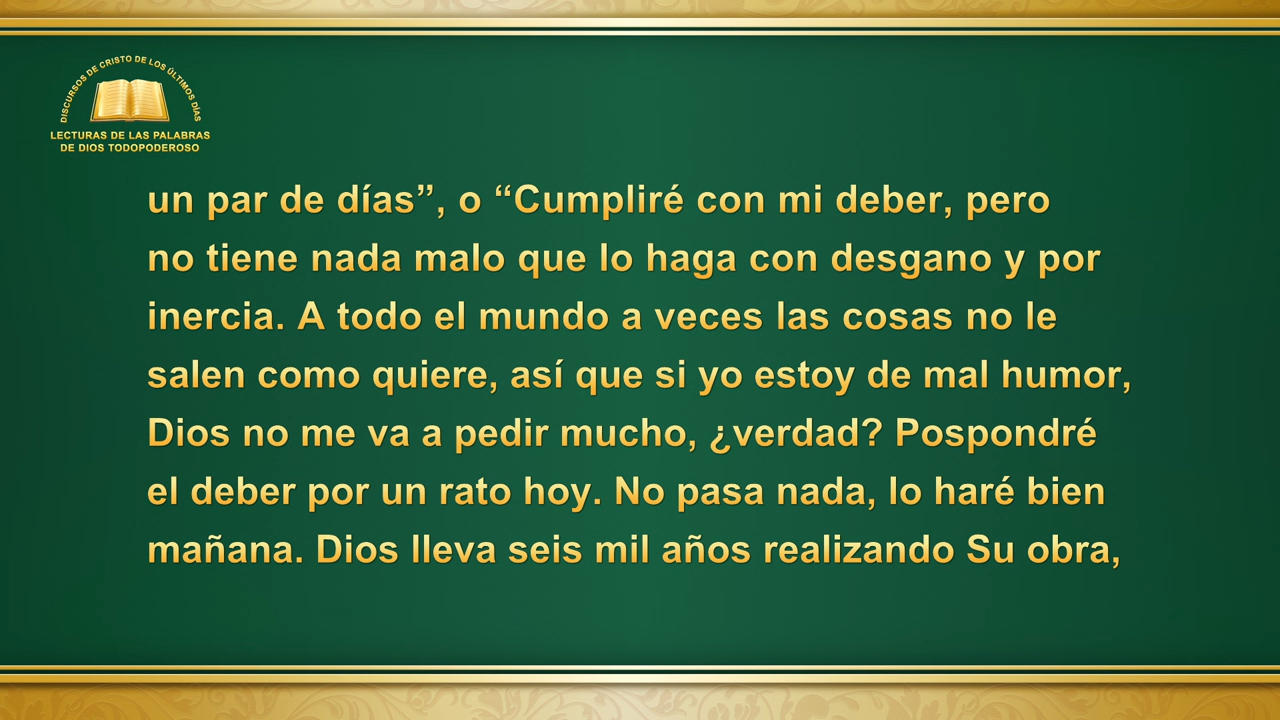 DISCURSOS DE CRISTO DE LOS ÚLTIMOS DÍAS
LECTURAS DE LAS PALABRAS
DE DIOS TODOPODEROSO
un par de días”, o “Cumpliré con mi deber, pero
no tiene nada malo que lo haga con desgano y por
inercia. A todo el mundo a veces las cosas no le
salen como quiere, así que si yo estoy de mal humor,
Dios no me va a pedir mucho, ¿verdad? Pospondré
el deber por un rato hoy. No pasa nada, lo haré bien
mañana. Dios lleva seis mil años realizando Su obra,